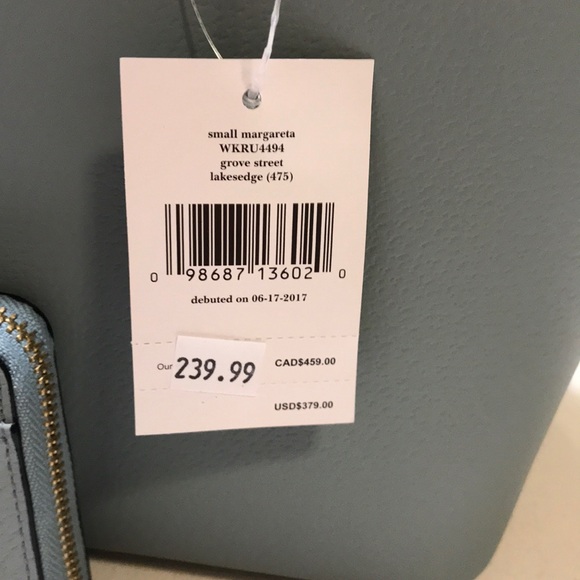 small margareta
WKRU4494
grove street
lakesedge (475)
0 98687 13602 0
debuted on 06-17-2017
Our 239.99 CAD$459.00
USD$379.00